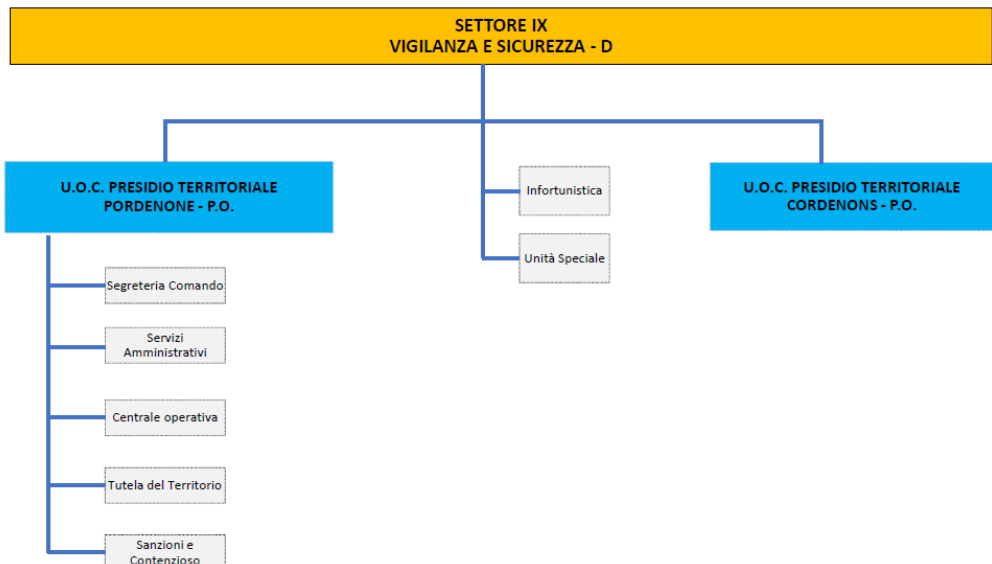 SETTORE IX
VIGILANZA E SICUREZZA - D
U.O.C. PRESIDIO TERRITORIALE
PORDENONE - P.O.
Infortunistica
Unità Speciale
U.O.C. PRESIDIO TERRITORIALE
CORDENONS - P.O.
Segreteria Comando
Servizi
Amministrativi
Centrale operativa
Tutela del Territorio
Sanzioni e
Contenzioso